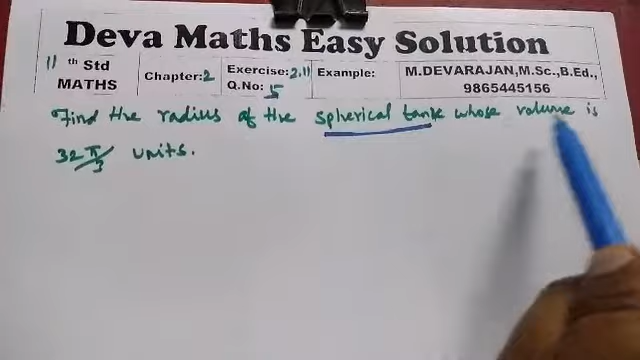 Deva Maths Easy Solution
11 th Std MATHS
Chapter: 2
Exercise: 2.11
Q.No: 5
Example:
M.DEVARAJAN,M.Sc.,B.Ed.,
9865445156
Find the radius of the spherical tank whose volume is
32 π/3 units.